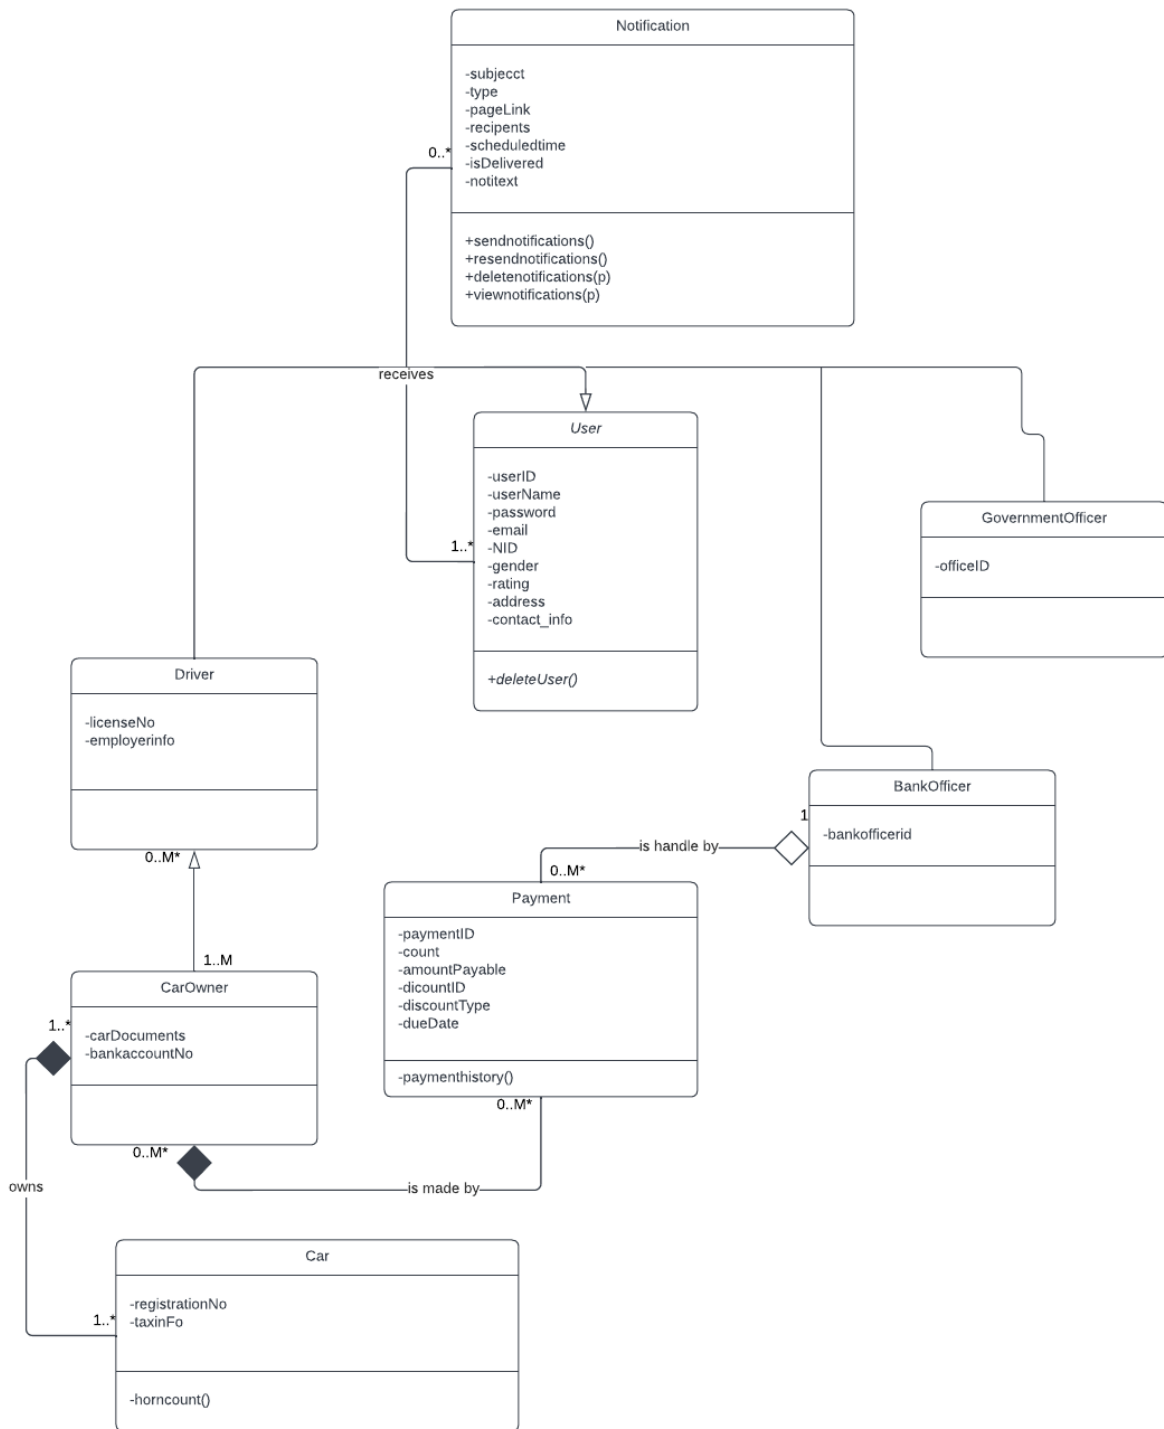 Notification
-subjecct
-type
-pageLink
-recipents
-scheduledtime
-isDelivered
-notitext
0..*
+sendnotifications()
+resendnotifications()
+deletenotifications(p)
+viewnotifications(p)
receives
User
-userID
-userName
-password
-email
-NID
-gender
-rating
-address
-contact_info
1..*
+deleteUser()
GovernmentOfficer
-officeID
Driver
-licenseNo
-employerinfo
0..M*
BankOfficer
-bankofficerid
1
is handle by
0..M*
Payment
-paymentID
-count
-amountPayable
-dicountID
-discountType
-dueDate
-paymenthistory()
0..M*
1..M
CarOwner
-carDocuments
-bankaccountNo
1..*
0..M*
is made by
owns
Car
-registrationNo
-taxinFo
1..*
-horncount()